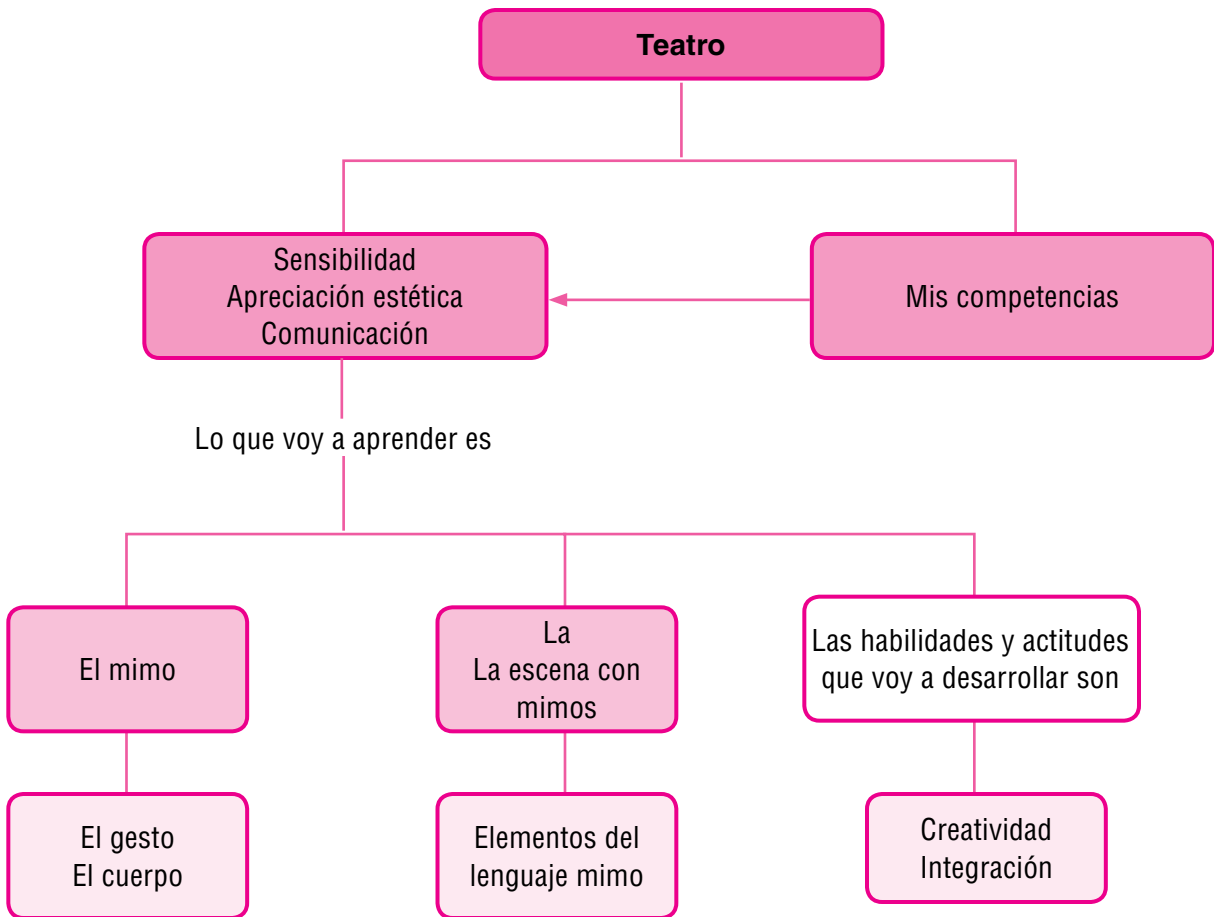 Teatro
Sensibilidad
Apreciación estética
Comunicación
Mis competencias
Lo que voy a aprender es
El mimo
La
La escena con
mimos
Las habilidades y actitudes
que voy a desarrollar son
El gesto
El cuerpo
Elementos del
lenguaje mimo
Creatividad
Integración